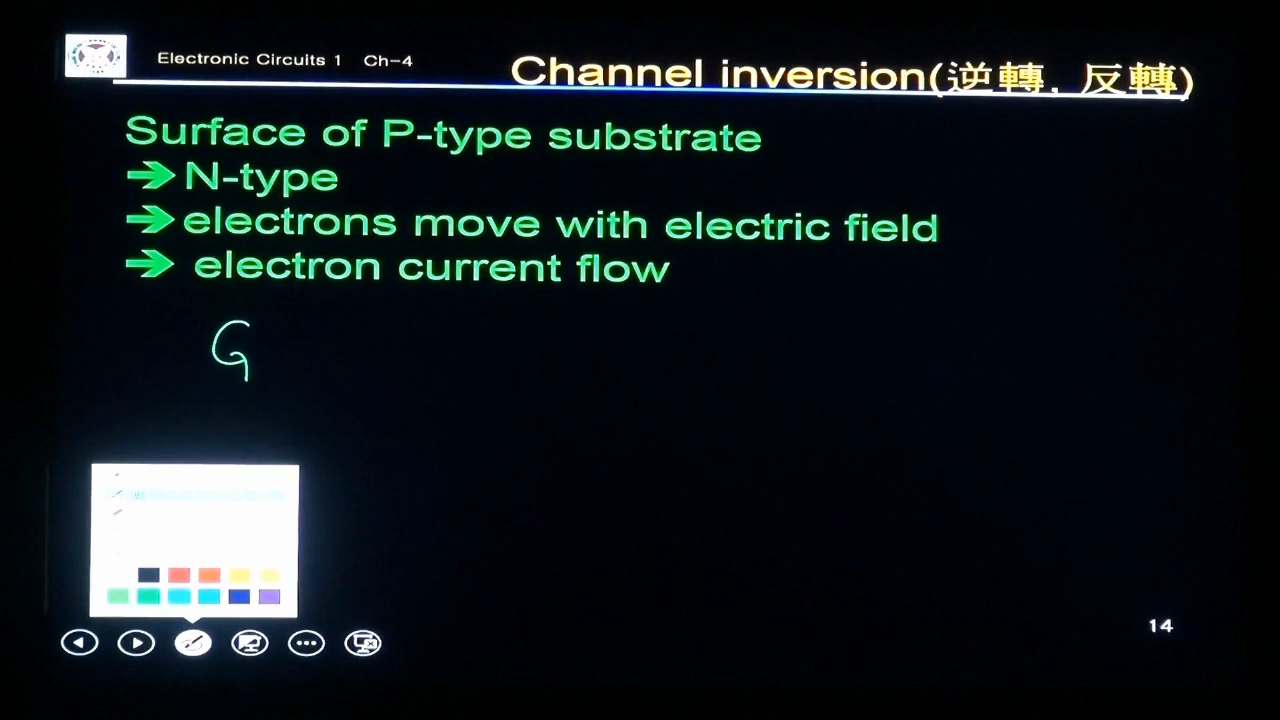 Electronic Circuits 1 Ch-4
Channel inversion(逆轉, 反轉)
Surface of P-type substrate
➔N-type
➔electrons move with electric field
➔ electron current flow
G
14